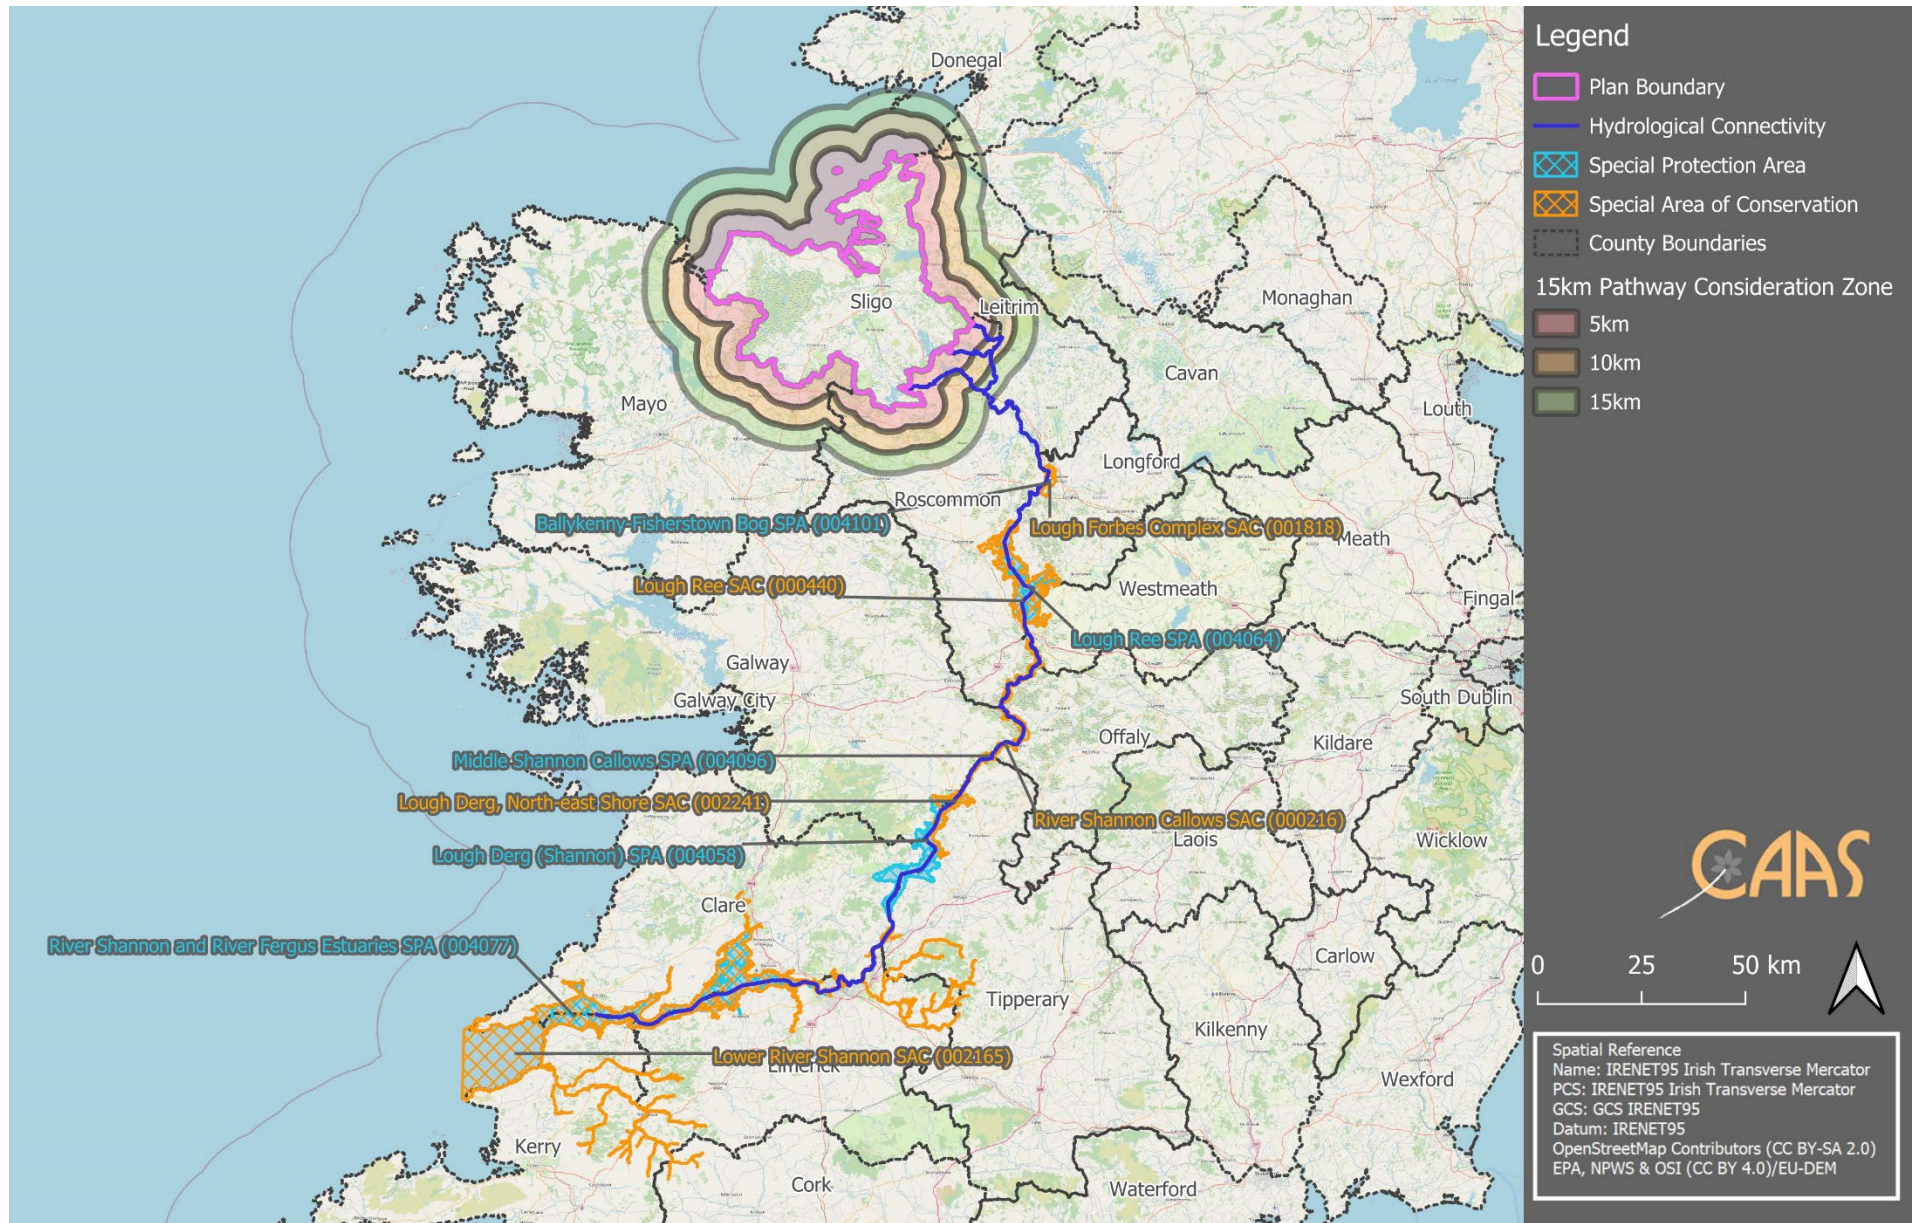 Donegal
Sligo
Leitrim
Monaghan
Cavan
Louth
Mayo
Longford
Roscommon
Ballykenny-Fisherstown Bog SPA (004101)
Lough Forbes Complex SAC (001818)
Meath
Lough Ree SAC (000440)
Westmeath
Fingal
Lough Ree SPA (004064)
Galway
Galway City
South Dublin
Offaly
Kildare
Middle Shannon Callows SPA (004096)
Lough Derg, North-east Shore SAC (002241)
River Shannon Callows SAC (000216)
Laois
Wicklow
Lough Derg (Shannon) SPA (004058)
Clare
River Shannon and River Fergus Estuaries SPA (004077)
Carlow
Tipperary
Kilkenny
Lower River Shannon SAC (002165)
Limerick
Wexford
Kerry
Cork
Waterford
Legend
Plan Boundary
Hydrological Connectivity
Special Protection Area
Special Area of Conservation
County Boundaries
15km Pathway Consideration Zone
5km
10km
15km
CAAS
0 25 50 km
Spatial Reference
Name: IRENET95 Irish Transverse Mercator
PCS: IRENET95 Irish Transverse Mercator
GCS: GCS IRENET95
Datum: IRENET95
OpenStreetMap Contributors (CC BY-SA 2.0)
EPA, NPWS & OSI (CC BY 4.0)/EU-DEM